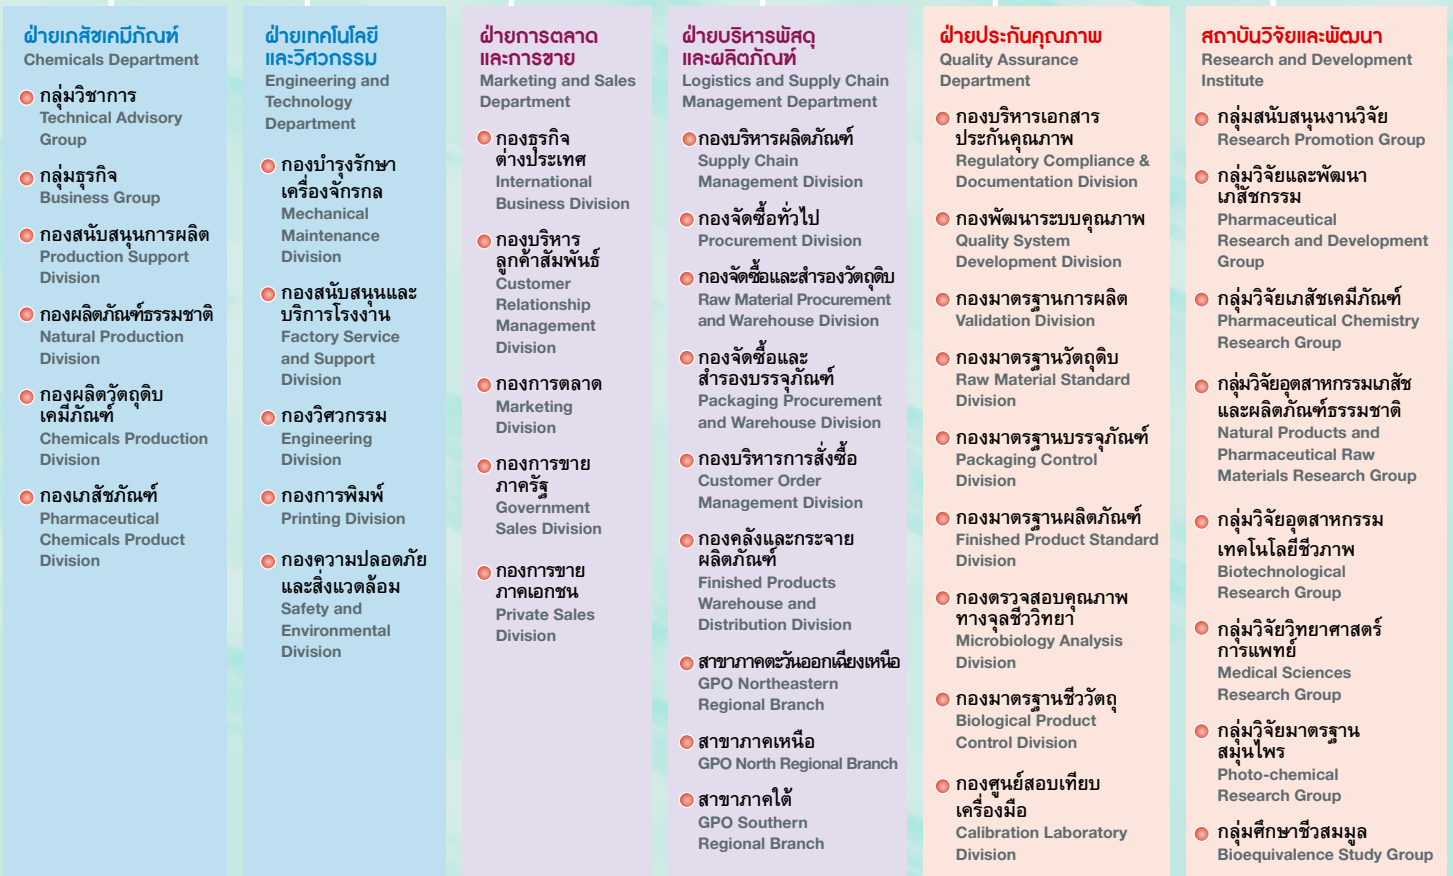 ฝ่ายเภสัชเคมีภัณฑ์
Chemicals Department
กลุ่มวิชาการ
Technical Advisory
Group
กลุ่มธุรกิจ
Business Group
กองสนับสนุนการผลิต
Production Support
Division
กองผลิตภัณฑ์ธรรมชาติ
Natural Production
Division
กองผลิตวัตถุดิบ
เคมีภัณฑ์
Chemicals Production
Division
กองเภสัชภัณฑ์
Pharmaceutical
Chemicals Product
Division
ฝ่ายเทคโนโลยี
และวิศวกรรม
Engineering and
Technology
Department
กองบำรุงรักษา
เครื่องจักรกล
Mechanical
Maintenance
Division
กองสนับสนุนและ
บริการโรงงาน
Factory Service
and Support
Division
กองวิศวกรรม
Engineering
Division
กองการพิมพ์
Printing Division
กองความปลอดภัย
และสิ่งแวดล้อม
Safety and
Environmental
Division
ฝ่ายการตลาด
และการขาย
Marketing and Sales
Department
กองธุรกิจ
ต่างประเทศ
International
Business Division
กองบริหาร
ลูกค้าสัมพันธ์
Customer
Relationship
Management
Division
กองการตลาด
Marketing
Division
กองการขาย
ภาครัฐ
Government
Sales Division
กองการขาย
ภาคเอกชน
Private Sales
Division
ฝ่ายบริหารพัสดุ
และผลิตภัณฑ์
Logistics and Supply Chain
Management Department
กองบริหารผลิตภัณฑ์
Supply Chain
Management Division
กองจัดซื้อทั่วไป
Procurement Division
กองจัดซื้อและสำรองวัตถุดิบ
Raw Material Procurement
and Warehouse Division
กองจัดซื้อและ
สำรองบรรจุภัณฑ์
Packaging Procurement
and Warehouse Division
กองบริหารการสั่งซื้อ
Customer Order
Management Division
กองคลังและกระจาย
ผลิตภัณฑ์
Finished Products
Warehouse and
Distribution Division
สาขาภาคตะวันออกเฉียงเหนือ
GPO Northeastern
Regional Branch
สาขาภาคเหนือ
GPO North Regional Branch
สาขาภาคใต้
GPO Southern
Regional Branch
ฝ่ายประกันคุณภาพ
Quality Assurance
Department
กองบริหารเอกสาร
ประกันคุณภาพ
Regulatory Compliance &
Documentation Division
กองพัฒนาระบบคุณภาพ
Quality System
Development Division
กองมาตรฐานการผลิต
Validation Division
กองมาตรฐานวัตถุดิบ
Raw Material Standard
Division
กองมาตรฐานบรรจุภัณฑ์
Packaging Control
Division
กองมาตรฐานผลิตภัณฑ์
Finished Product Standard
Division
กองตรวจสอบคุณภาพ
ทางจุลชีววิทยา
Microbiology Analysis
Division
กองมาตรฐานชีววัตถุ
Biological Product
Control Division
กองศูนย์สอบเทียบ
เครื่องมือ
Calibration Laboratory
Division
สถาบันวิจัยและพัฒนา
Research and Development
Institute
กลุ่มสนับสนุนงานวิจัย
Research Promotion Group
กลุ่มวิจัยและพัฒนา
เภสัชกรรม
Pharmaceutical
Research and Development
Group
กลุ่มวิจัยเภสัชเคมีภัณฑ์
Pharmaceutical Chemistry
Research Group
กลุ่มวิจัยอุตสาหกรรมเภสัช
และผลิตภัณฑ์ธรรมชาติ
Natural Products and
Pharmaceutical Raw
Materials Research Group
กลุ่มวิจัยอุตสาหกรรม
เทคโนโลยีชีวภาพ
Biotechnological
Research Group
กลุ่มวิจัยวิทยาศาสตร์
การแพทย์
Medical Sciences
Research Group
กลุ่มวิจัยมาตรฐาน
สมุนไพร
Photo-chemical
Research Group
กลุ่มศึกษาชีวสมมูล
Bioequivalence Study Group